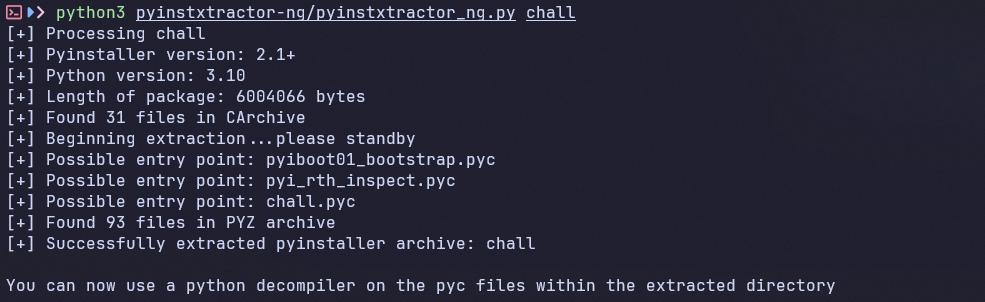 python3 pyinstxtractor-ng/pyinstxtractor_ng.py chall
[+] Processing chall
[+] Pyinstaller version: 2.1+
[+] Python version: 3.10
[+] Length of package: 6004066 bytes
[+] Found 31 files in CArchive
[+] Beginning extraction...please standby
[+] Possible entry point: pyiboot01_bootstrap.pyc
[+] Possible entry point: pyi_rth_inspect.pyc
[+] Possible entry point: chall.pyc
[+] Found 93 files in PYZ archive
[+] Successfully extracted pyinstaller archive: chall
You can now use a python decompiler on the pyc files within the extracted directory